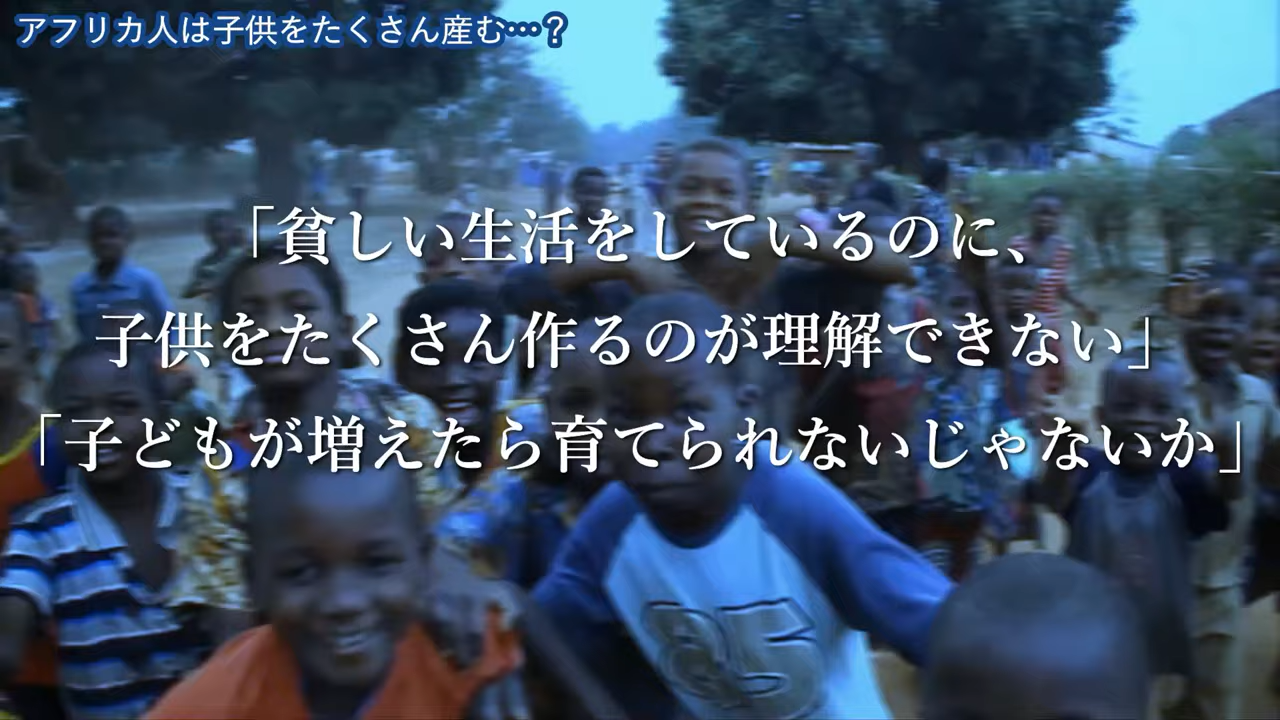 アフリカ人は子供をたくさん産む…？
「貧しい生活をしているのに、
子供をたくさん作るのが理解できない」
「子どもが増えたら育てられないじゃないか」
85